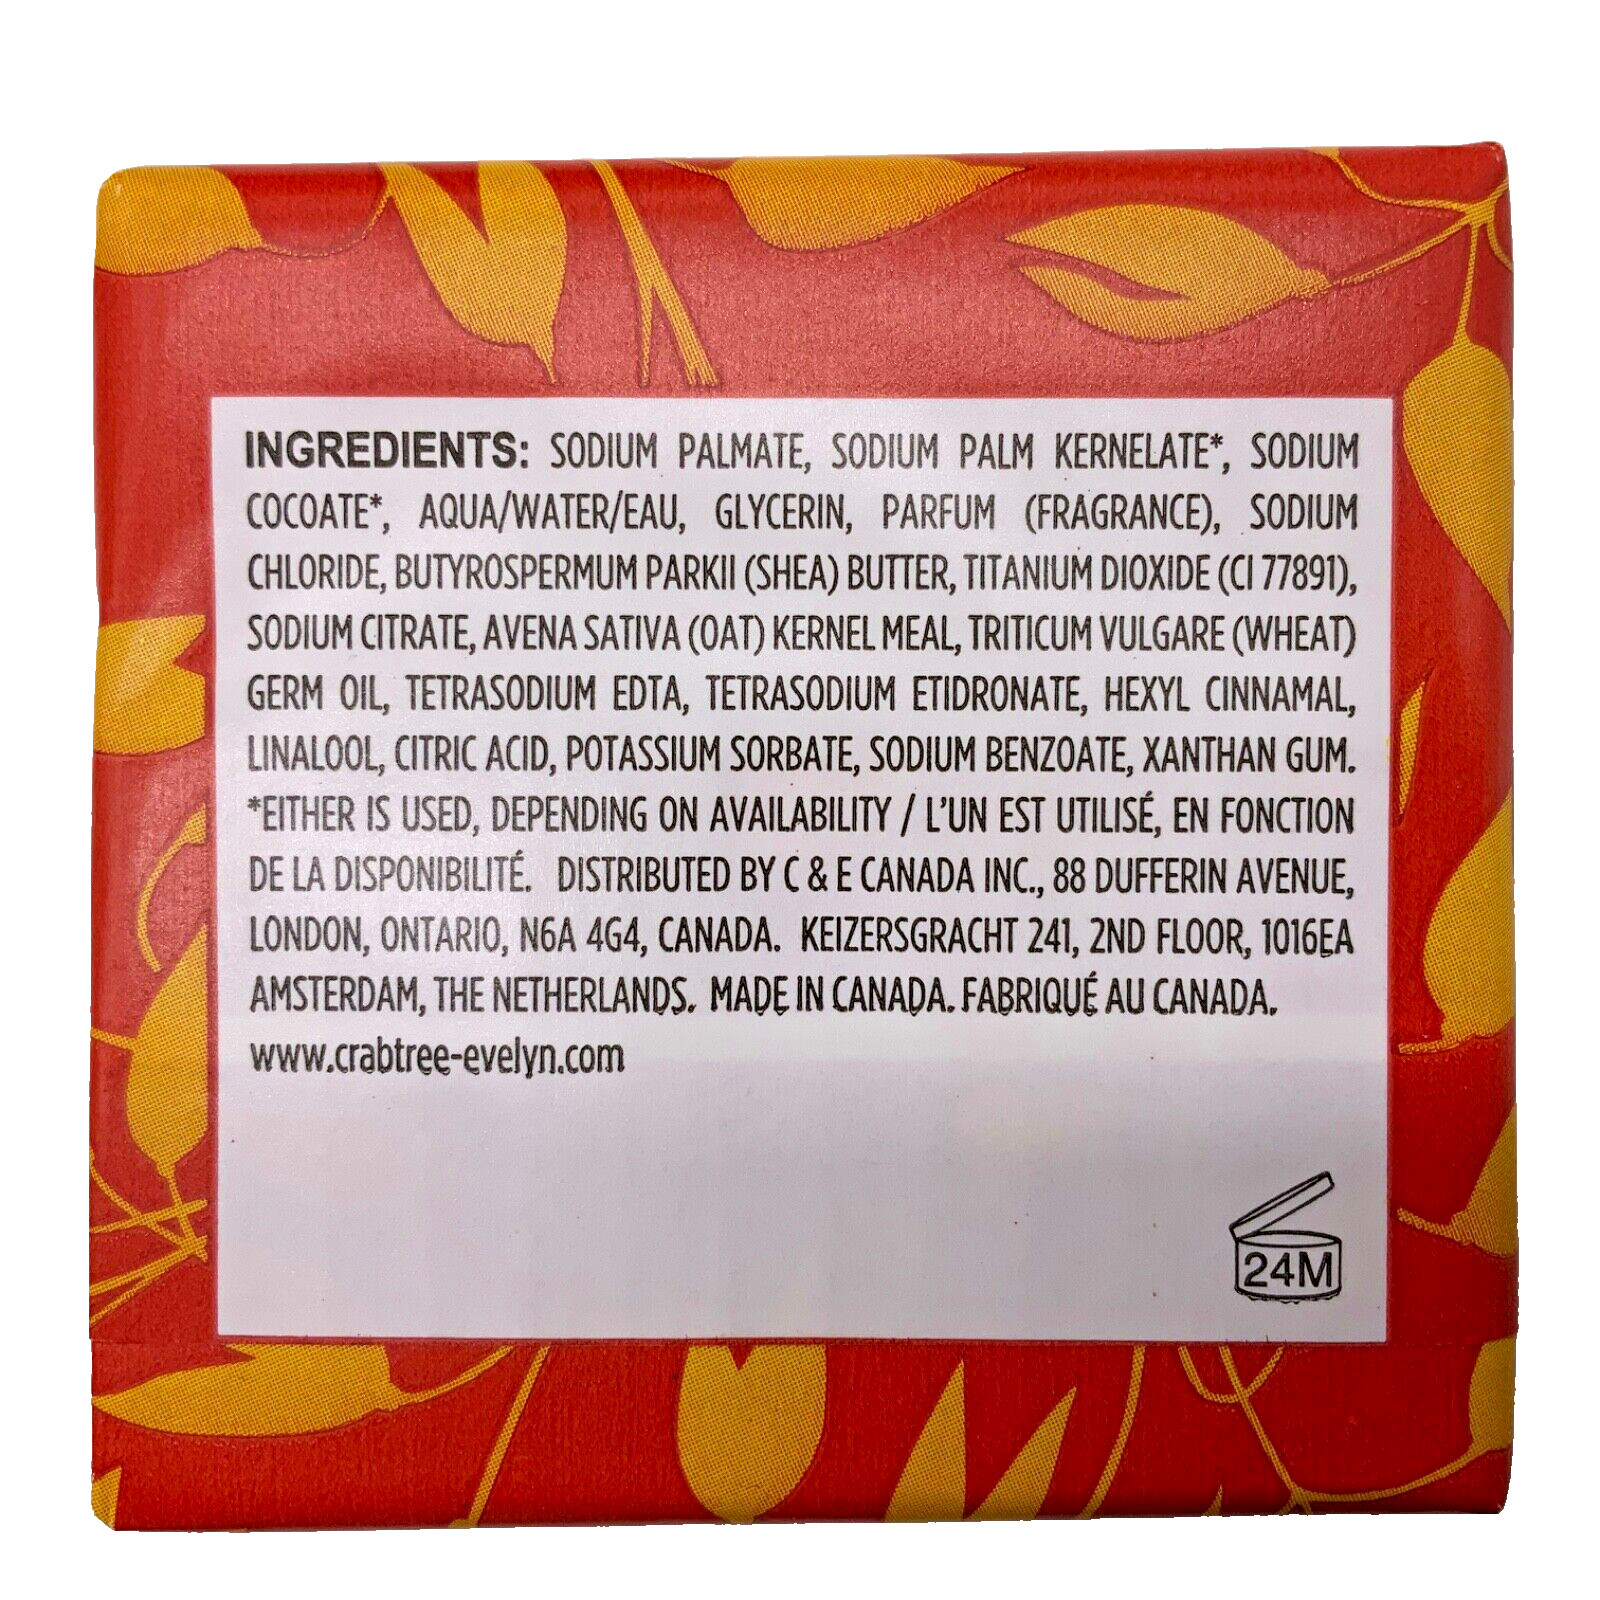 INGREDIENTS: SODIUM PALMATE, SODIUM PALM KERNELATE*, SODIUM
COCOATE*, AQUA/WATER/EAU, GLYCERIN, PARFUM (FRAGRANCE), SODIUM
CHLORIDE, BUTYROSPERMUM PARKII (SHEA) BUTTER, TITANIUM DIOXIDE (CI 77891),
SODIUM CITRATE, AVENA SATIVA (OAT) KERNEL MEAL, TRITICUM VULGARE (WHEAT)
GERM OIL, TETRASODIUM EDTA, TETRASODIUM ETIDRONATE, HEXYL CINNAMAL,
LINALOOL, CITRIC ACID, POTASSIUM SORBATE, SODIUM BENZOATE, XANTHAN GUM.
*EITHER IS USED, DEPENDING ON AVAILABILITY / L'UN EST UTILISÉ, EN FONCTION
DE LA DISPONIBILITÉ. DISTRIBUTED BY C & E CANADA INC., 88 DUFFERIN AVENUE,
LONDON, ONTARIO, N6A 4G4, CANADA. KEIZERSGRACHT 241, 2ND FLOOR, 1016EA
AMSTERDAM, THE NETHERLANDS. MADE IN CANADA. FABRIQUÉ AU CANADA.
www.crabtree-evelyn.com
24M